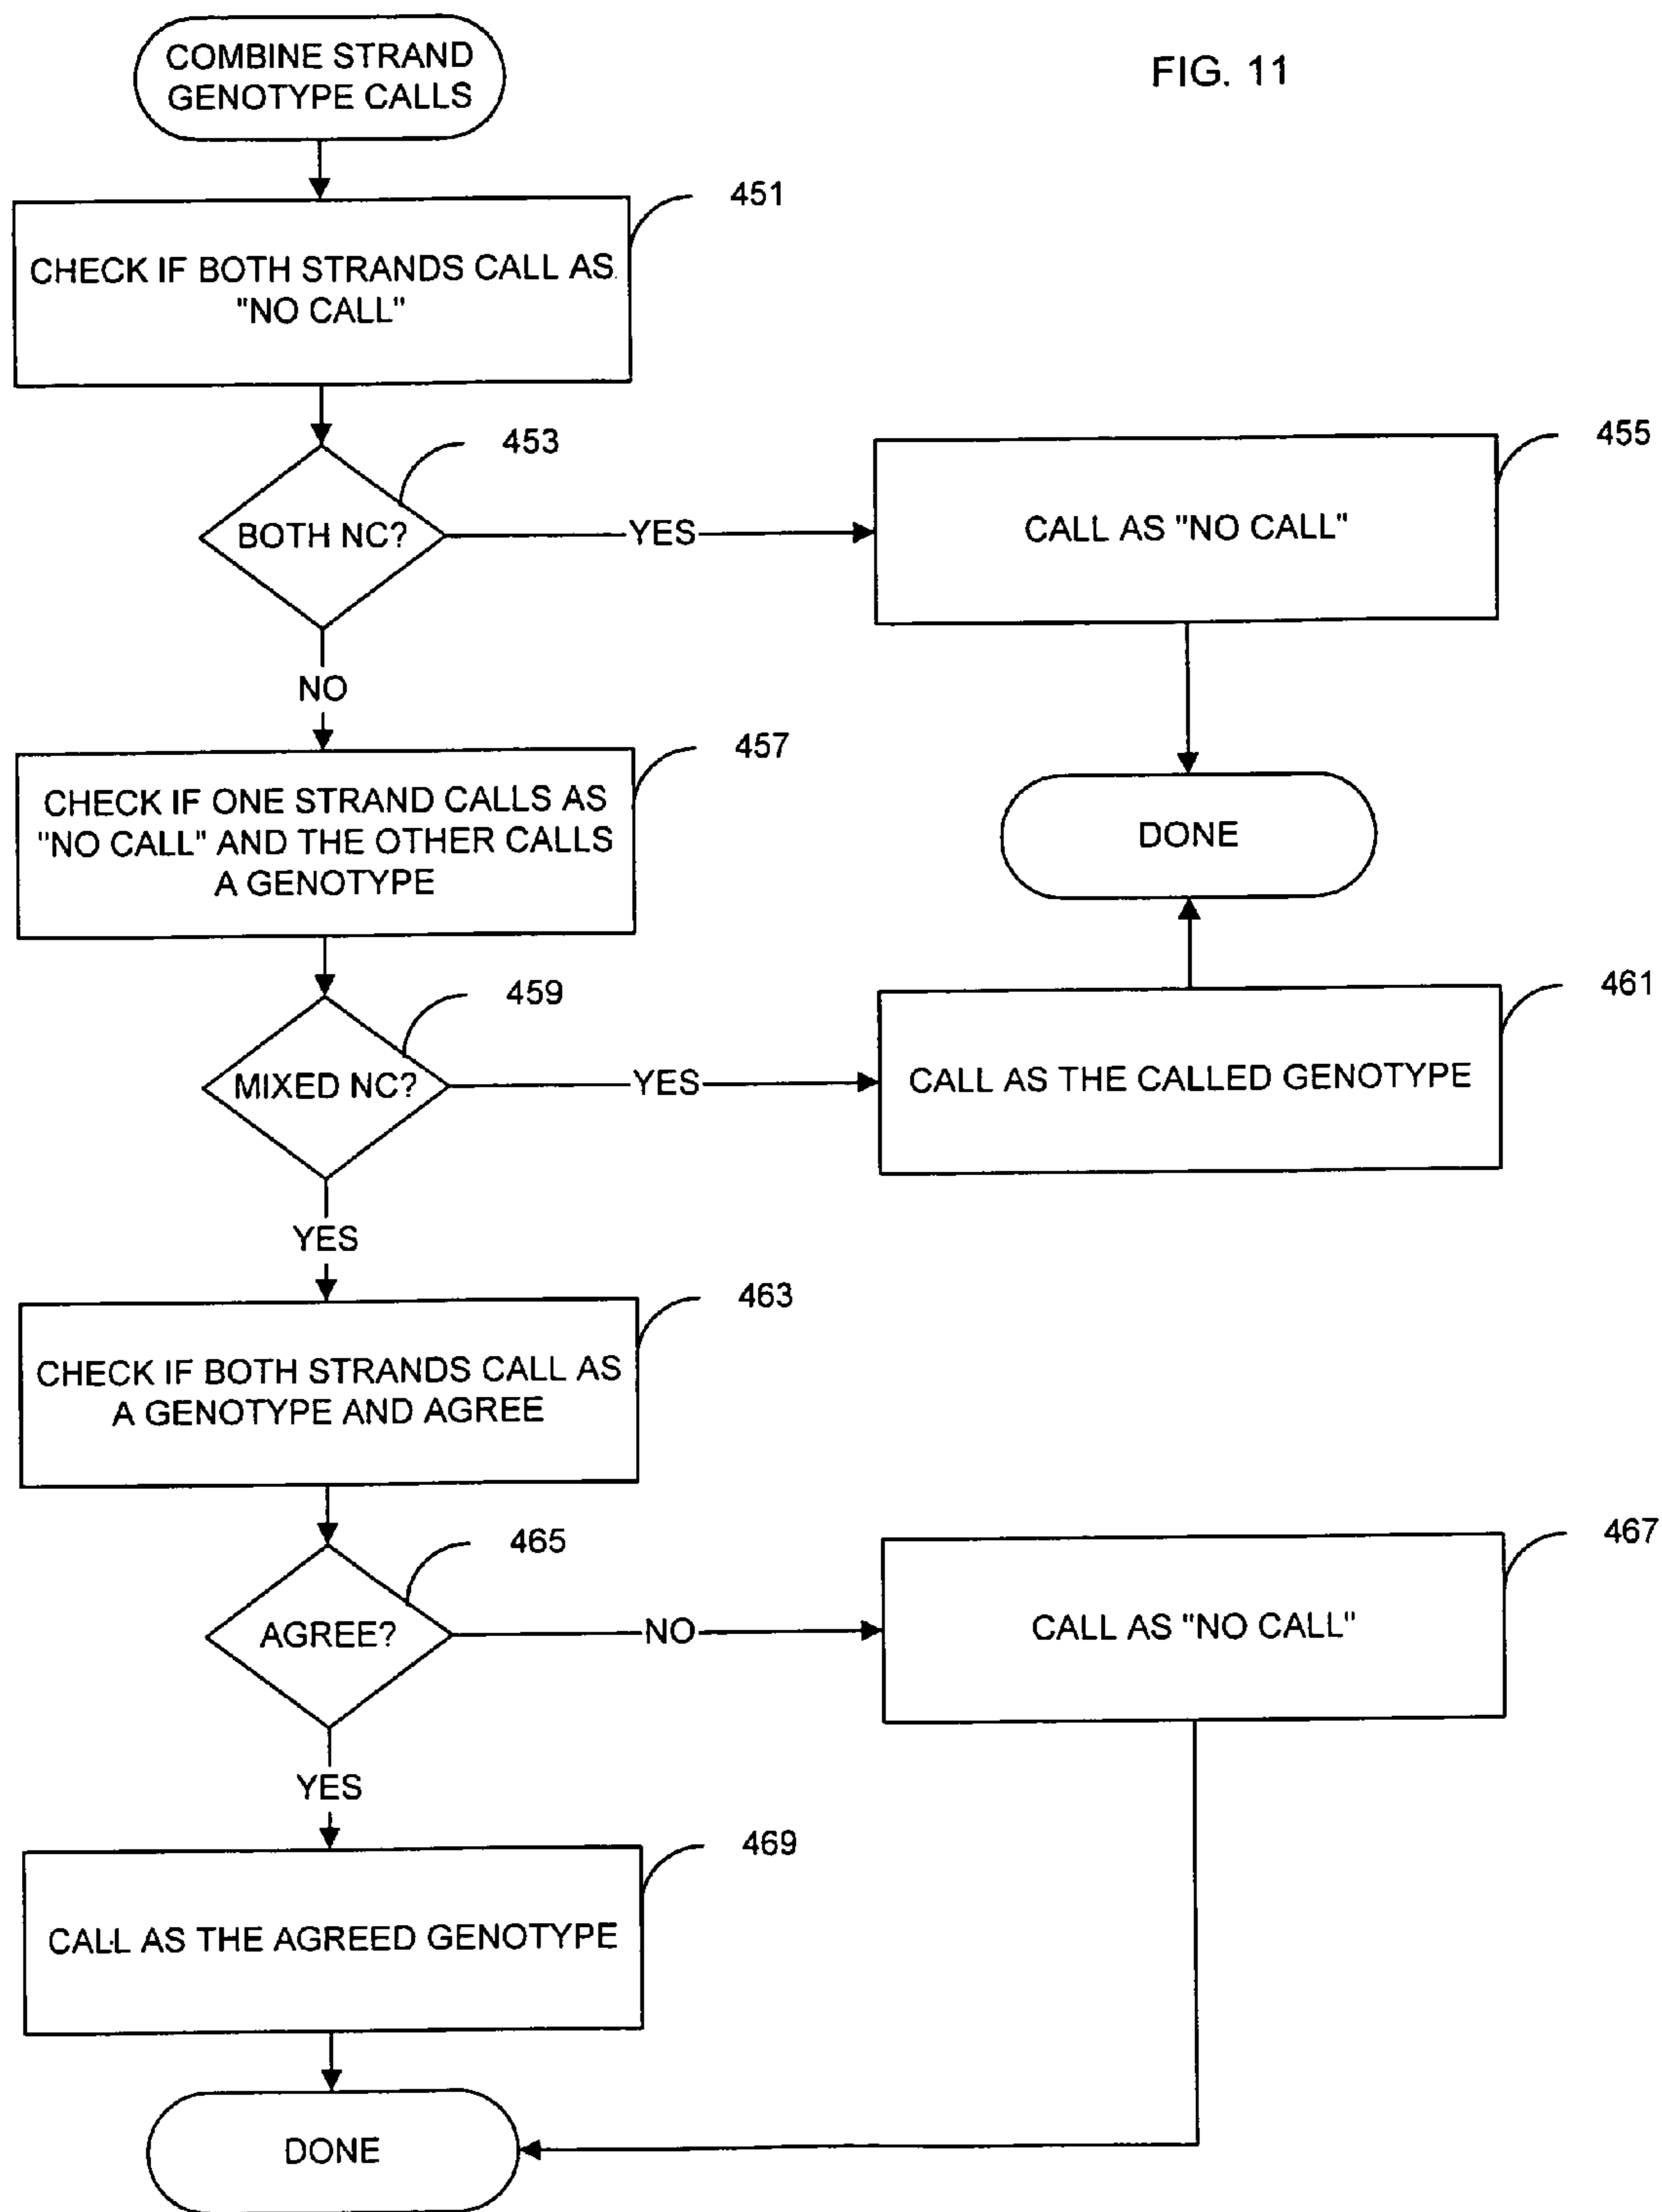 COMBINE STRAND
GENOTYPE CALLS
FIG. 11
451
CHECK IF BOTH STRANDS CALL AS
"NO CALL"
453
BOTH NC?
YES
455
CALL AS "NO CALL"
NO
DONE
457
CHECK IF ONE STRAND CALLS AS
"NO CALL" AND THE OTHER CALLS
A GENOTYPE
459
MIXED NC?
YES
461
CALL AS THE CALLED GENOTYPE
YES
463
CHECK IF BOTH STRANDS CALL AS
A GENOTYPE AND AGREE
465
AGREE?
NO
467
CALL AS "NO CALL"
YES
469
CALL AS THE AGREED GENOTYPE
DONE